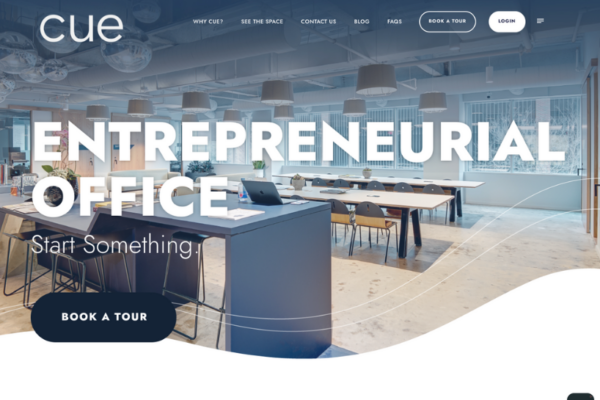 cue
WHY CUE?
SEE THE SPACE
CONTACT US
BLOG
FAQS
BOOK A TOUR
LOGIN
ENTREPRENEURIAL
OFFICE
Start Something.
BOOK A TOUR